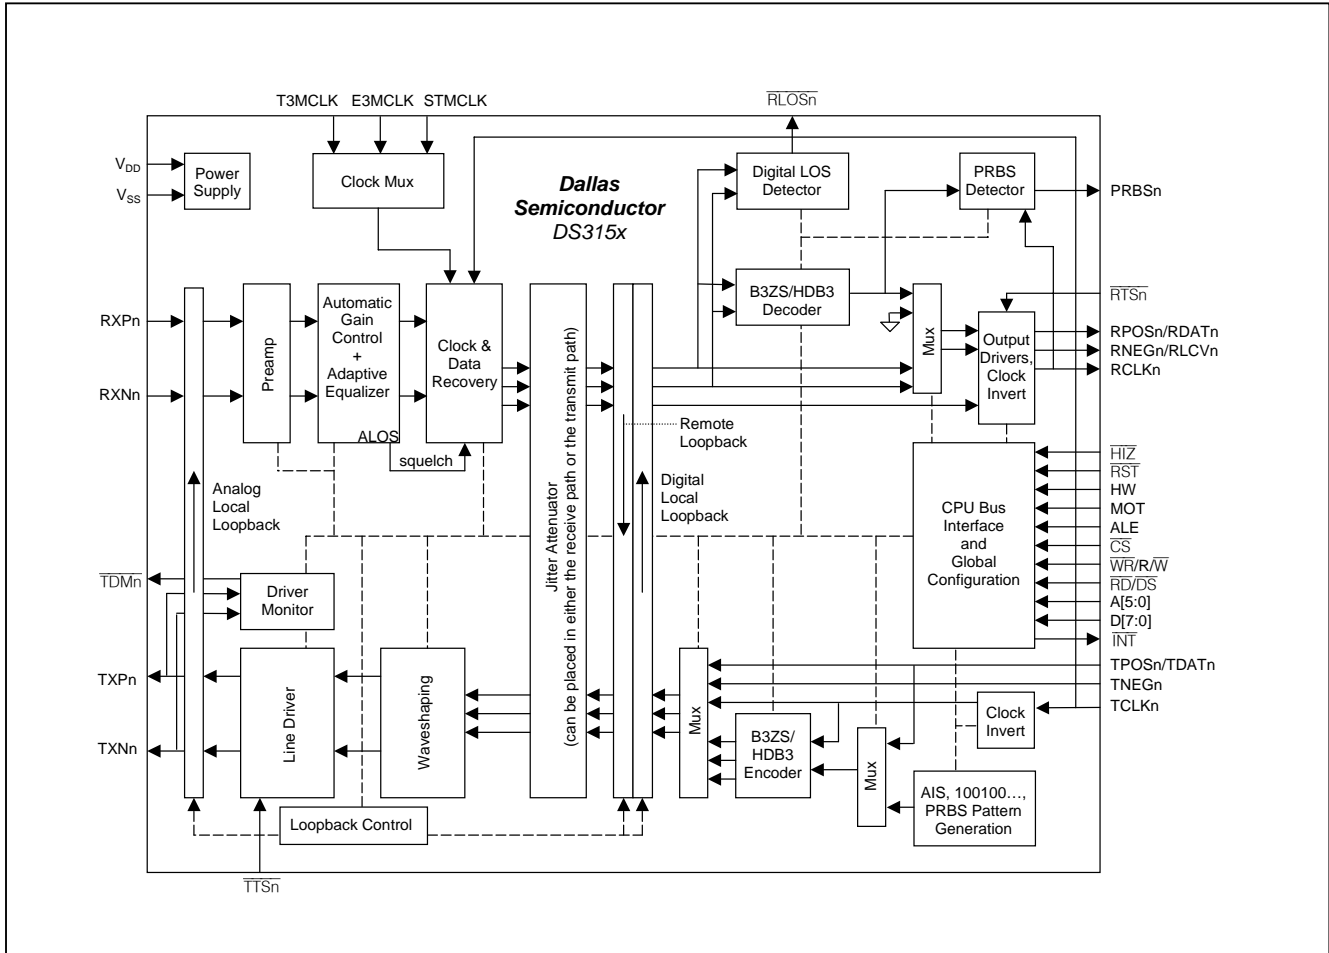 T3MCLK E3MCLK STMCLK
RLOSn
VDD
VSS
Power
Supply
Clock Mux
Dallas
Semiconductor
DS315x
Digital LOS
Detector
PRBS
Detector
PRBSn
RXPn
RXNn
Preamp
Automatic
Gain
Control
+
Adaptive
Equalizer
ALOS
squelch
Clock &
Data
Recovery
Jitter Attenuator
(can be placed in either the receive path or the transmit path)
B3ZS/HDB3
Decoder
Mux
Output
Drivers,
Clock
Invert
RTSn
RPOSn/RDATn
RNEGn/RLCVn
RCLKn
Remote
Loopback
Analog
Local
Loopback
Digital
Local
Loopback
CPU Bus
Interface
and
Global
Configuration
HIZ
RST
HW
MOT
ALE
CS
WR/R/W
RD/DS
A[5:0]
D[7:0]
INT
TDMn
Driver
Monitor
TXPn
TXNn
Line Driver
Waveshaping
Mux
B3ZS/
HDB3
Encoder
Mux
Clock
Invert
TPOSn/TDATn
TNEGn
TCLKn
AIS, 100100…,
PRBS Pattern
Generation
Loopback Control
TTSn